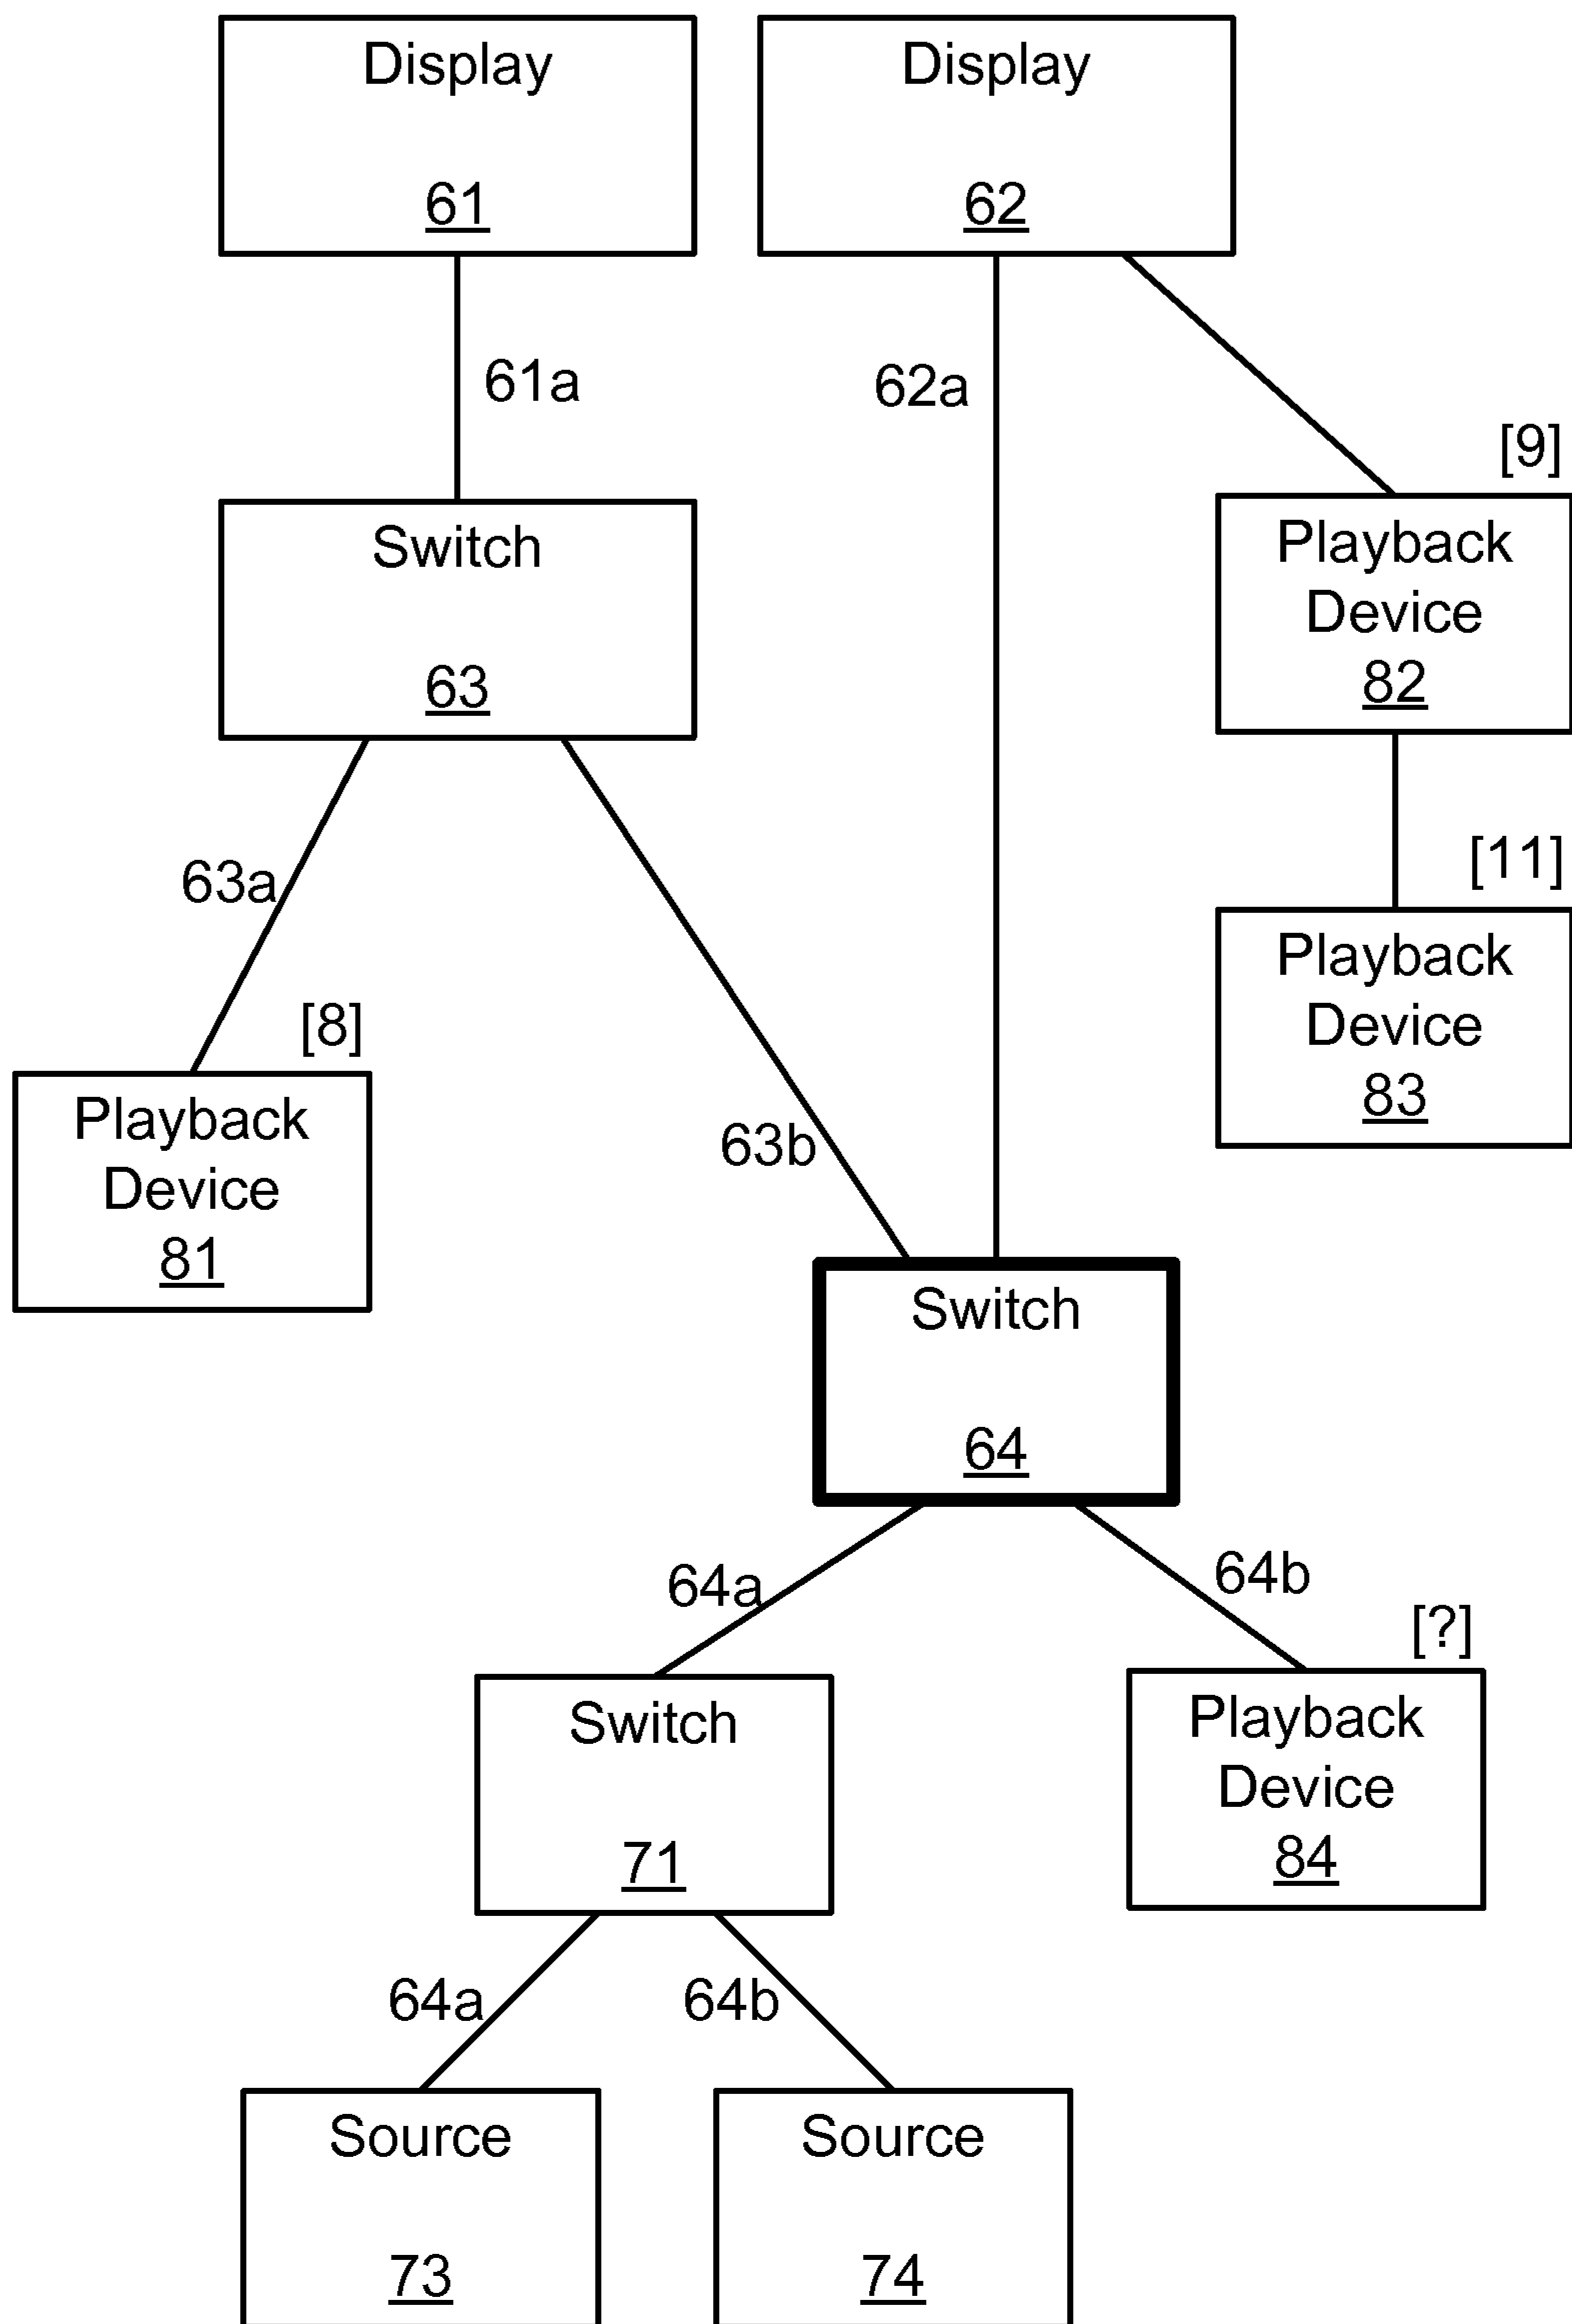 Display
61
Display
62
61a
62a
[9]
Switch
63
Playback
Device
82
63a
[11]
Playback
Device
83
[8]
Playback
Device
81
63b
Switch
64
64a
64b
[?]
Switch
71
Playback
Device
84
64a
64b
Source
73
Source
74